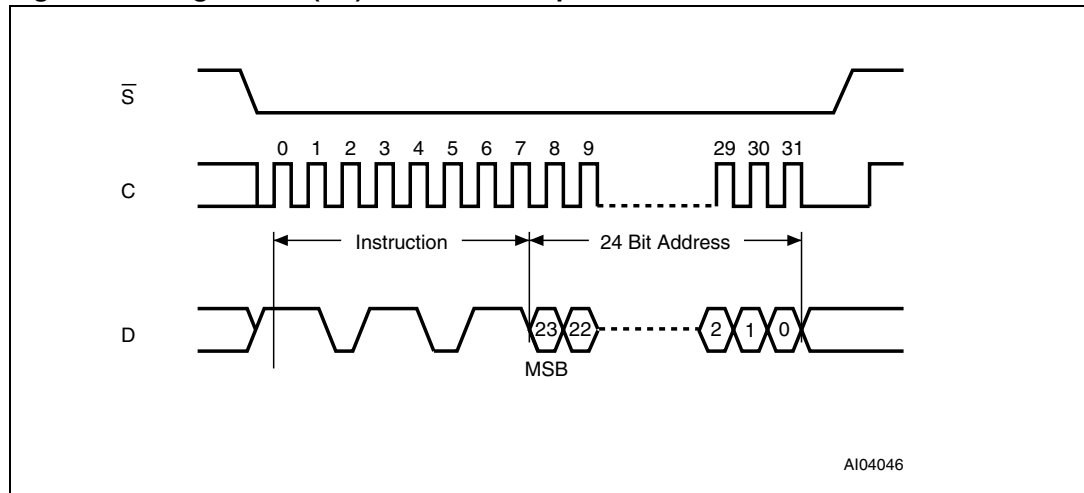 S
0 1 2 3 4 5 6 7 8 9 29 30 31
C
Instruction 24 Bit Address
D 23 22 2 1 0
MSB
AI04046